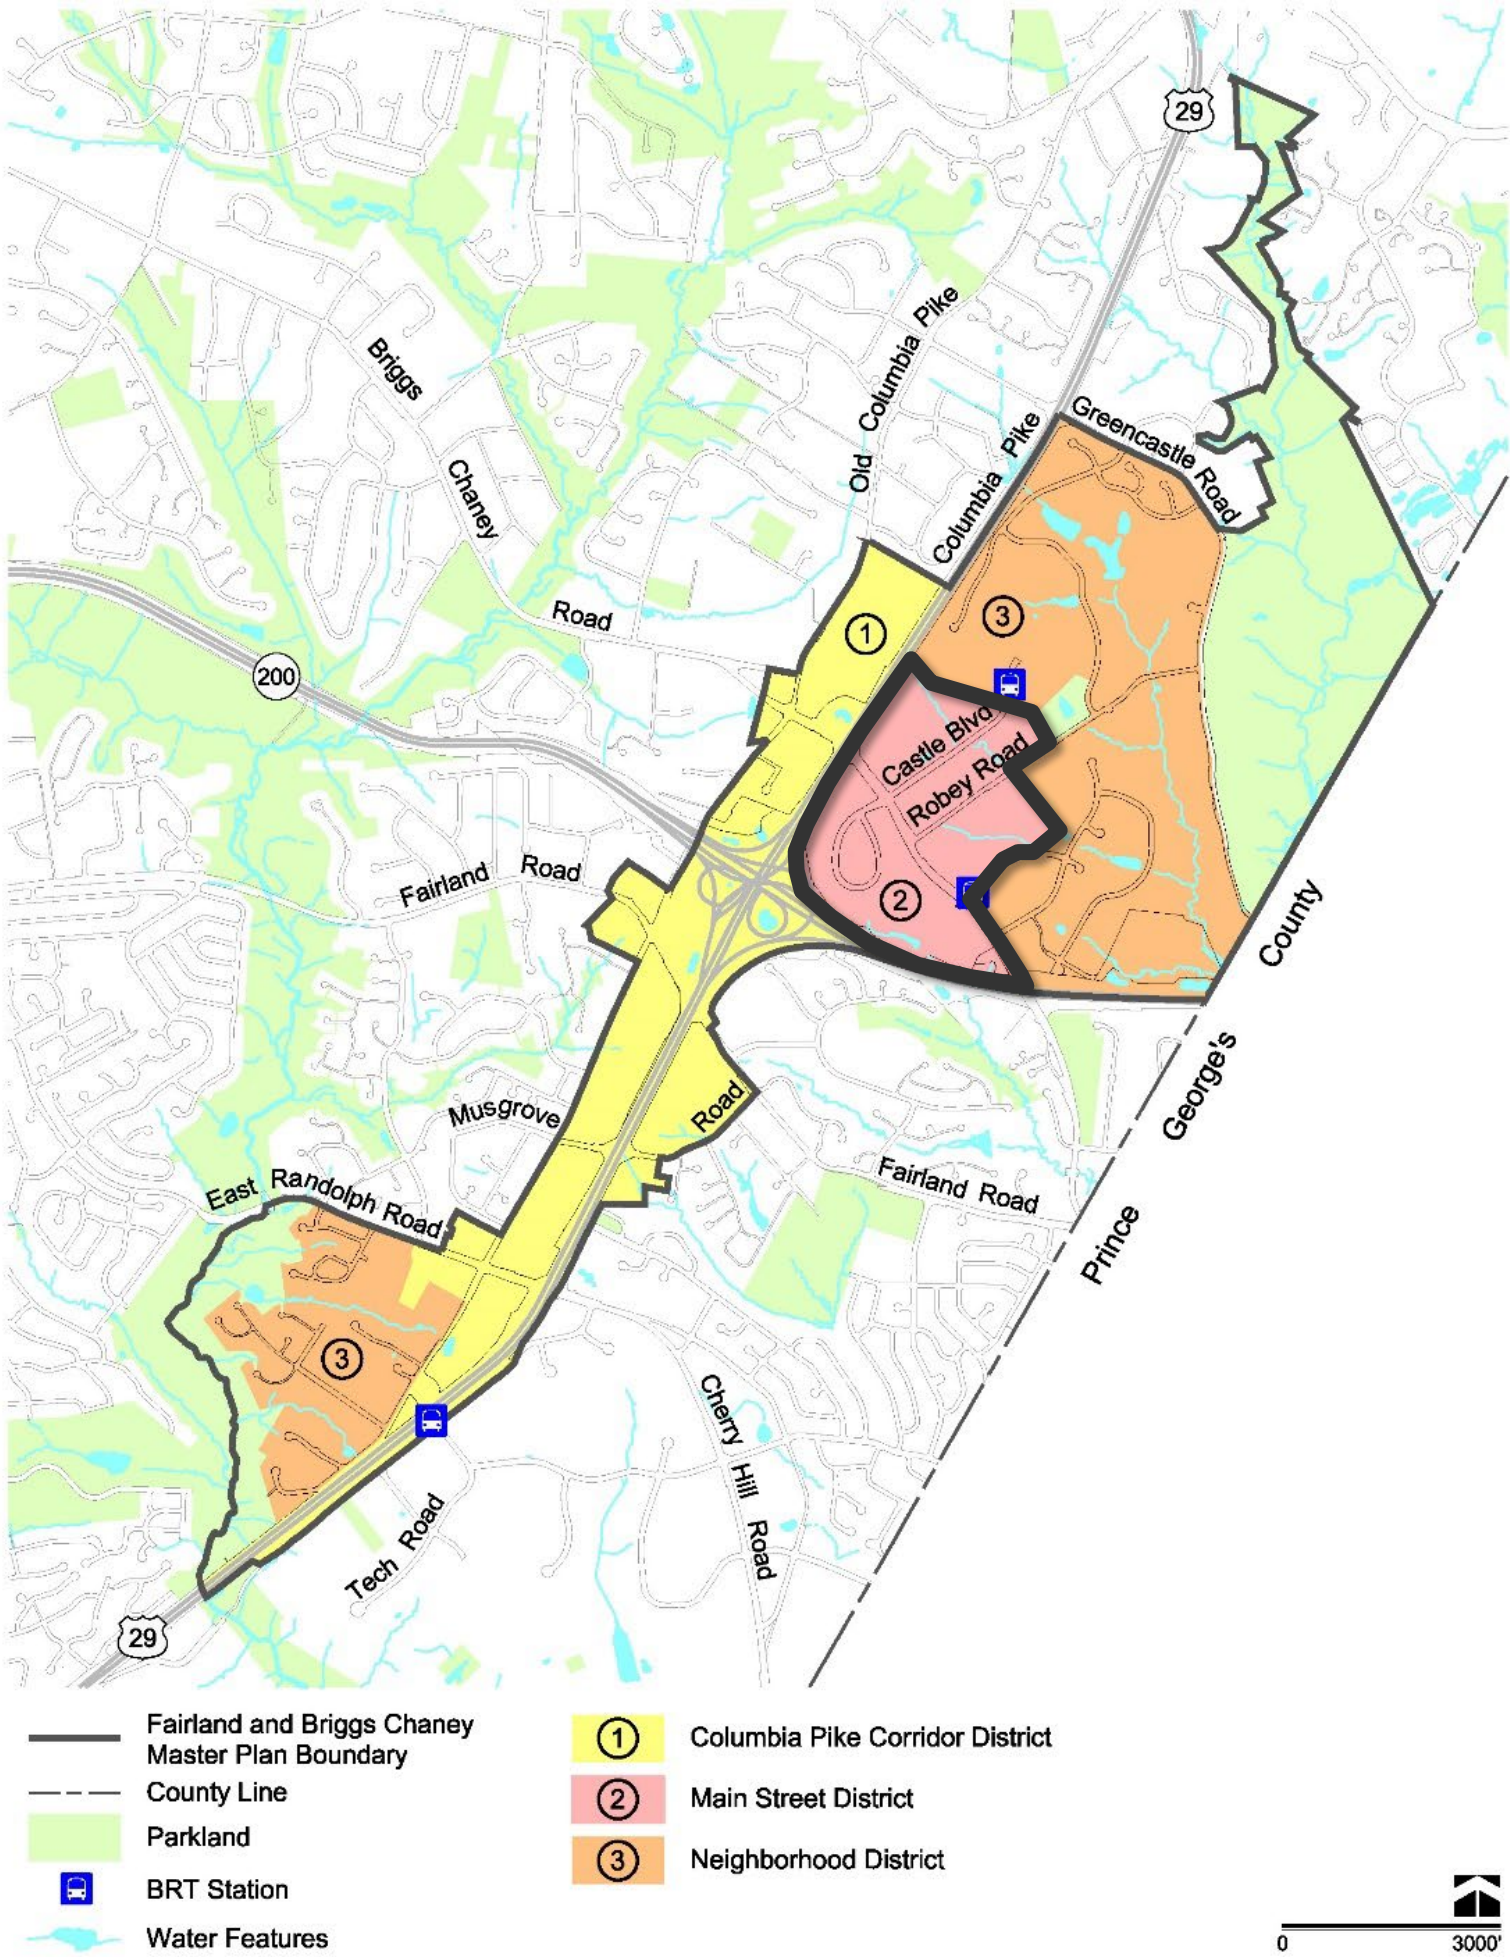 29
Greencastle Road
Old Columbia Pike
Columbia Pike
Briggs
Chaney
Road
1
3
200
Castle Blvd
Robey Road
2
Fairland Road
County
George's
Prince
Road
Musgrove
Fairland Road
East Randolph Road
3
Cherry Hill Road
Tech Road
29
Fairland and Briggs Chaney
Master Plan Boundary
County Line
Parkland
BRT Station
Water Features
1 Columbia Pike Corridor District
2 Main Street District
3 Neighborhood District
0 3000'